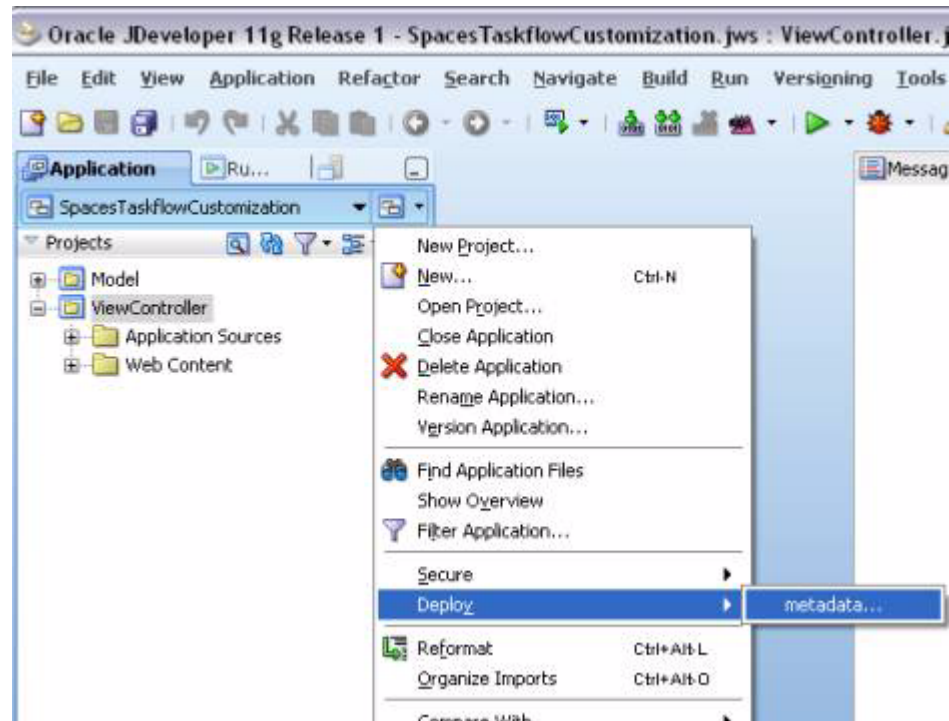 Oracle JDeveloper 11g Release 1 - SpacesTaskflowCustomization.jws : ViewController.j
File Edit View Application Refactor Search Navigate Build Run Versioning Tools
Application Ru... Messag
SpacesTaskflowCustomization
Projects
New Project...
New... Ctrl-N
Model
Open Project...
ViewController
Close Application
Application Sources
Delete Application
Web Content
Rename Application...
Version Application...
Find Application Files
Show Overview
Filter Application...
Secure
Deploy metadata...
Reformat Ctrl+Alt-L
Organize Imports Ctrl+Alt-O
Compare With